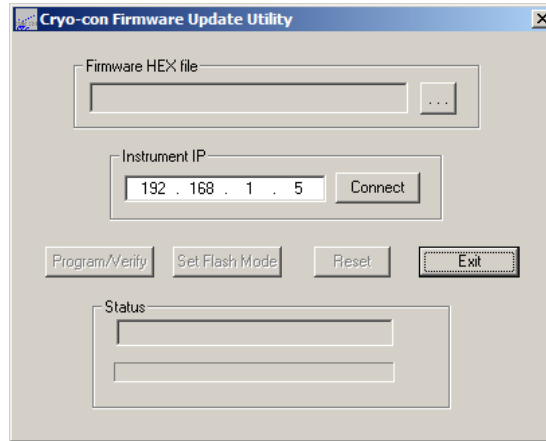 Cryo-con Firmware Update Utility
Firmware HEX file
...
Instrument IP
192 . 168 . 1 . 5 Connect
Program/Verify Set Flash Mode Reset Exit
Status